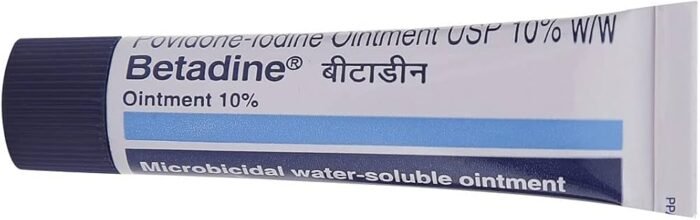 Povidone-Iodine Ointment USP 10% W/W
Betadine® बीटाडीन
Ointment 10%
Microbicidal water-soluble ointment